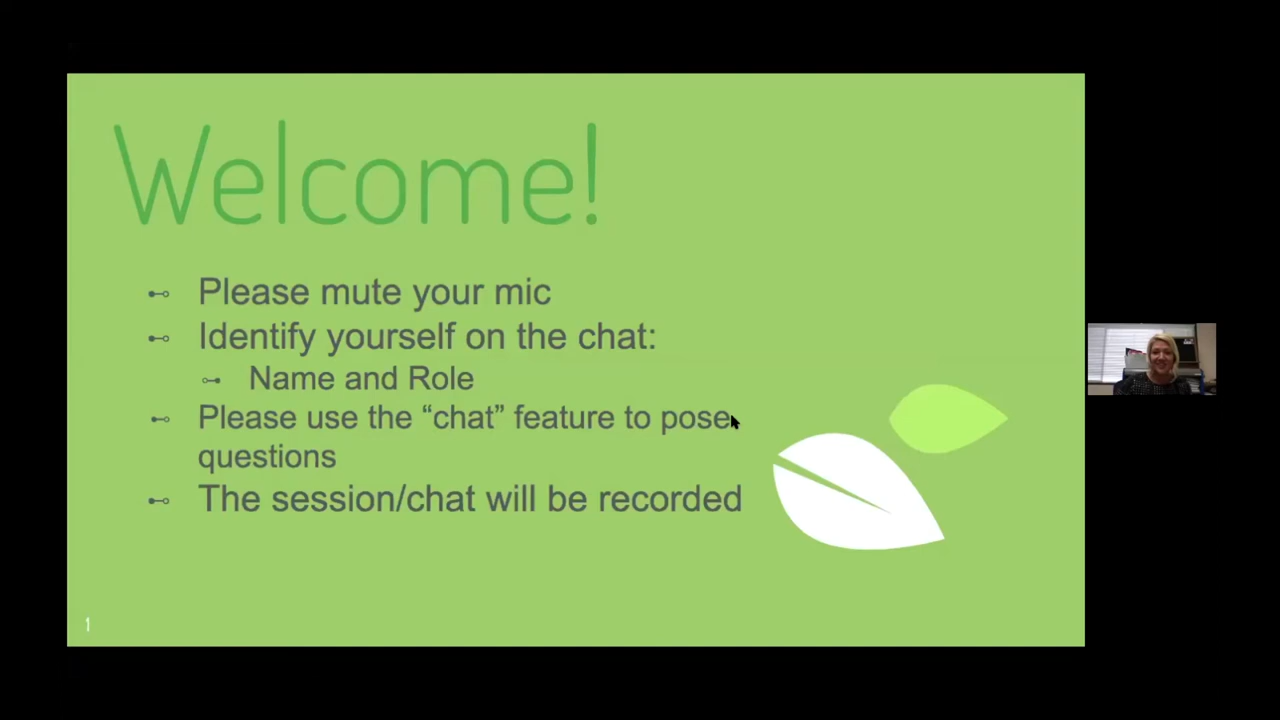 Welcome!
Please mute your mic
Identify yourself on the chat:
Name and Role
Please use the “chat” feature to pose
questions
The session/chat will be recorded
1